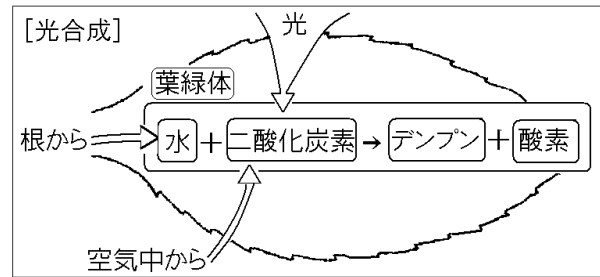 [光合成]
光
葉緑体
根から
水+二酸化炭素→デンプン+酸素
空気中から